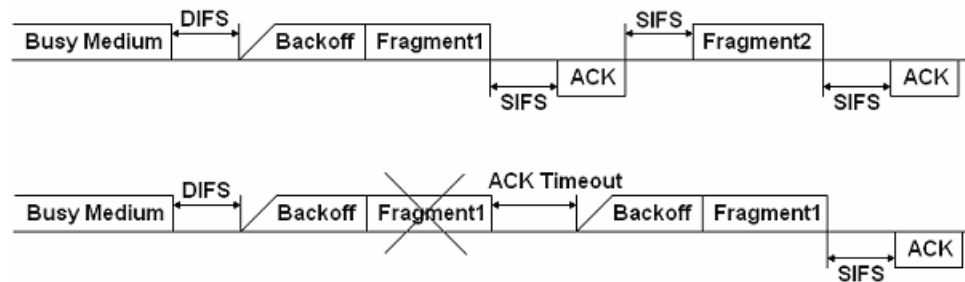 DIFS
SIFS
Busy Medium
Backoff
Fragment1
Fragment2
SIFS
ACK
SIFS
ACK
DIFS
ACK Timeout
Busy Medium
Backoff
Fragment1
Backoff
Fragment1
SIFS
ACK